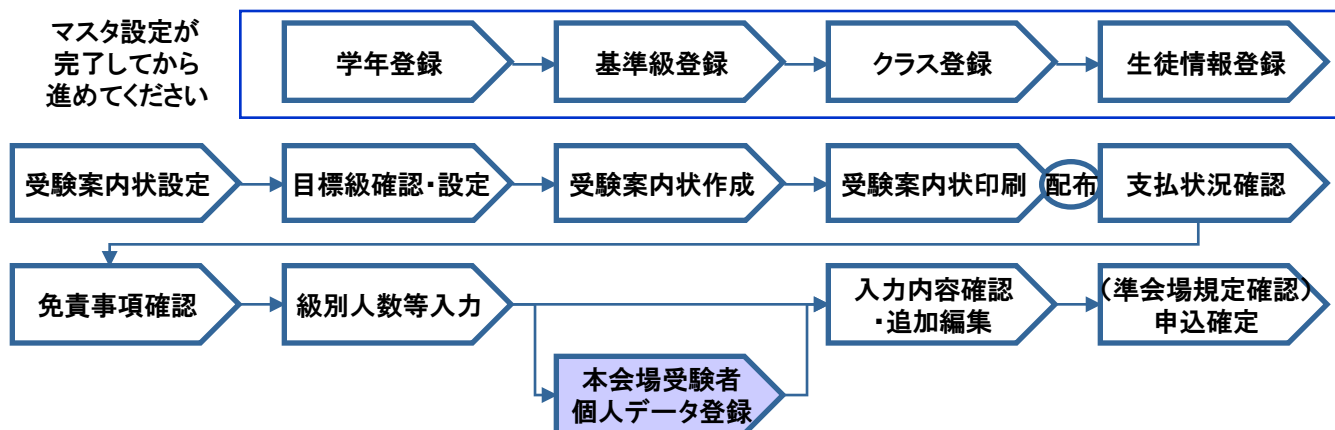 マスタ設定が
完了してから
進めてください
学年登録
基準級登録
クラス登録
生徒情報登録
受験案内状設定
目標級確認・設定
受験案内状作成
受験案内状印刷
配布
支払状況確認
免責事項確認
級別人数等入力
入力内容確認
・追加編集
（準会場規定確認）
申込確定
本会場受験者
個人データ登録